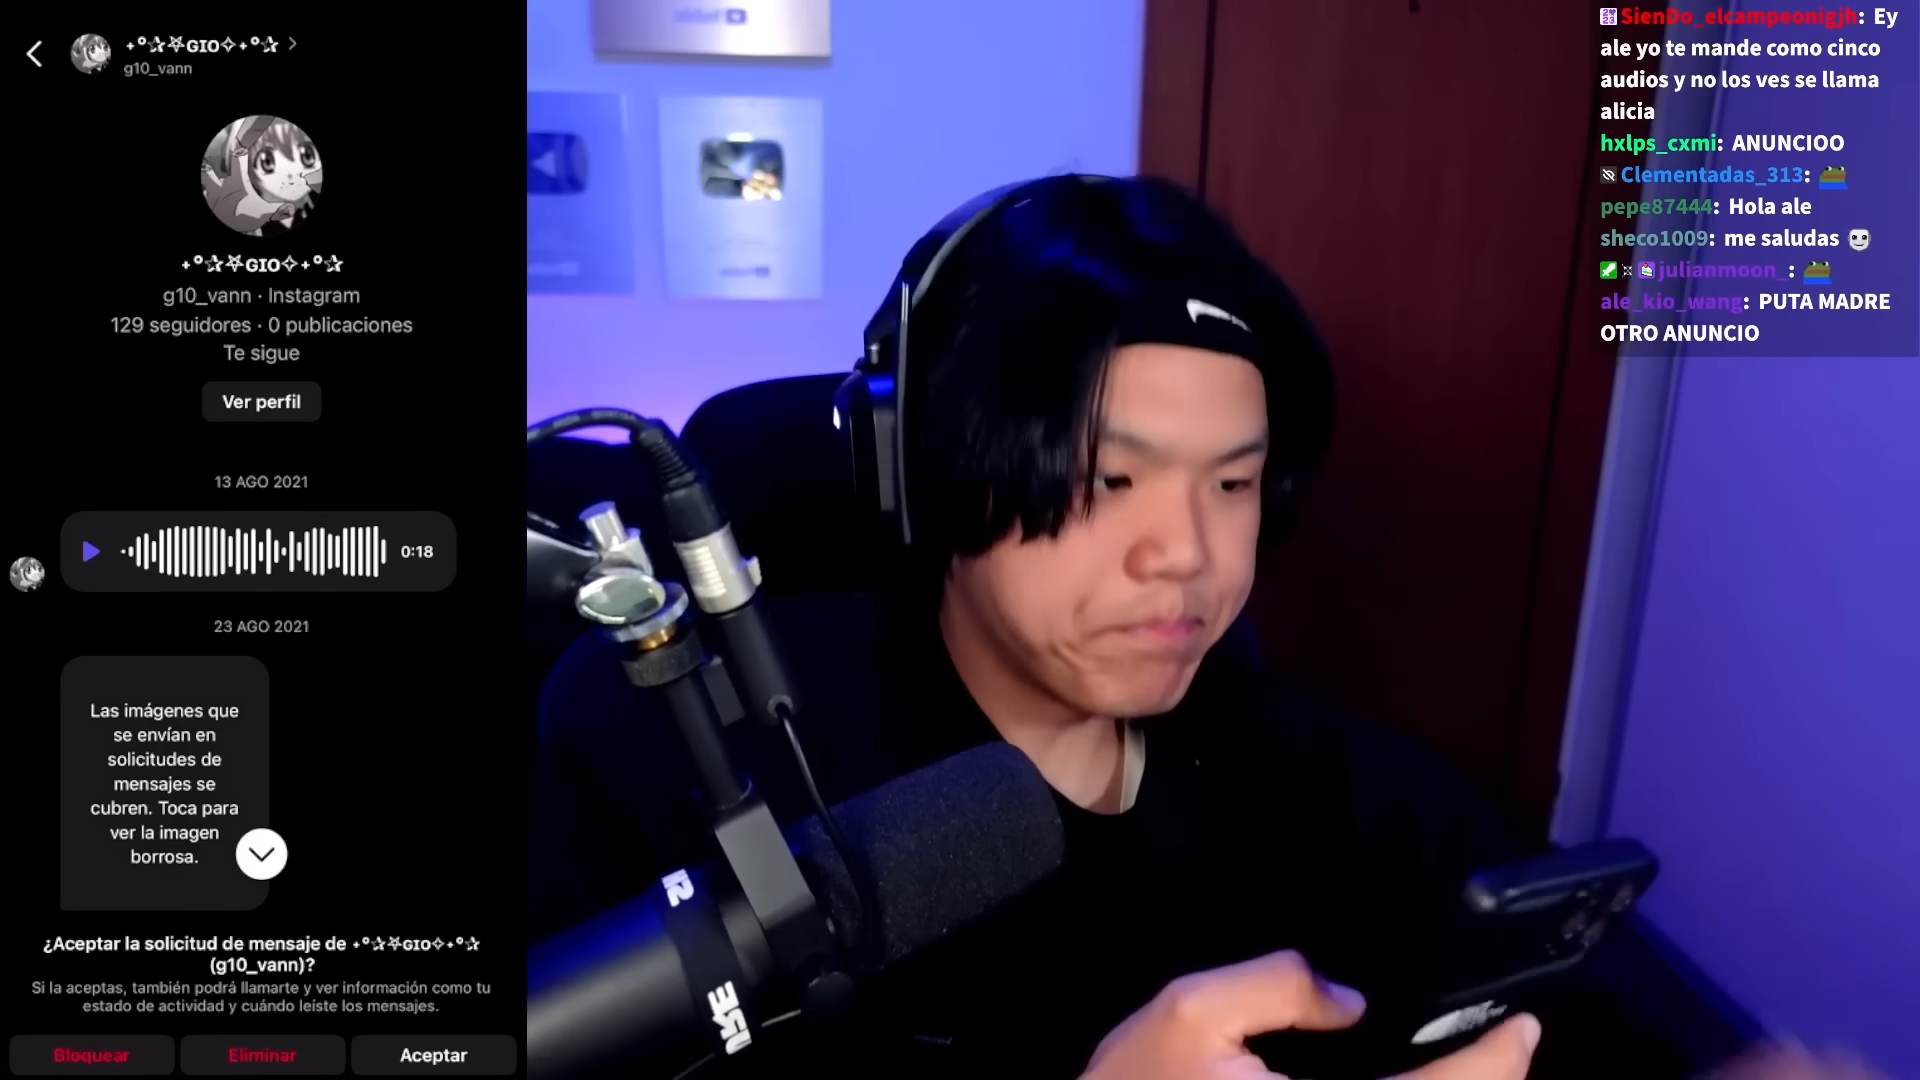 ₊°✰⛧GIO✧₊°✰
g10_vann
₊°✰⛧GIO✧₊°✰
g10_vann · Instagram
129 seguidores · 0 publicaciones
Te sigue
Ver perfil
13 AGO 2021
0:18
23 AGO 2021
Las imágenes que
se envían en
solicitudes de
mensajes se
cubren. Toca para
ver la imagen
borrosa.
¿Aceptar la solicitud de mensaje de ₊°✰⛧GIO✧₊°✰
(g10_vann)?
Si la aceptas, también podrá llamarte y ver información como tu
estado de actividad y cuándo leíste los mensajes.
Bloquear
Eliminar
Aceptar
SienDo_elcampeonigjh: Ey
ale yo te mande como cinco
audios y no los ves se llama
alicia
hxlps_cxmi: ANUNCIOO
Clementadas_313:
pepe87444: Hola ale
sheco1009: me saludas
julianmoon_:
ale_kio_wang: PUTA MADRE
OTRO ANUNCIO